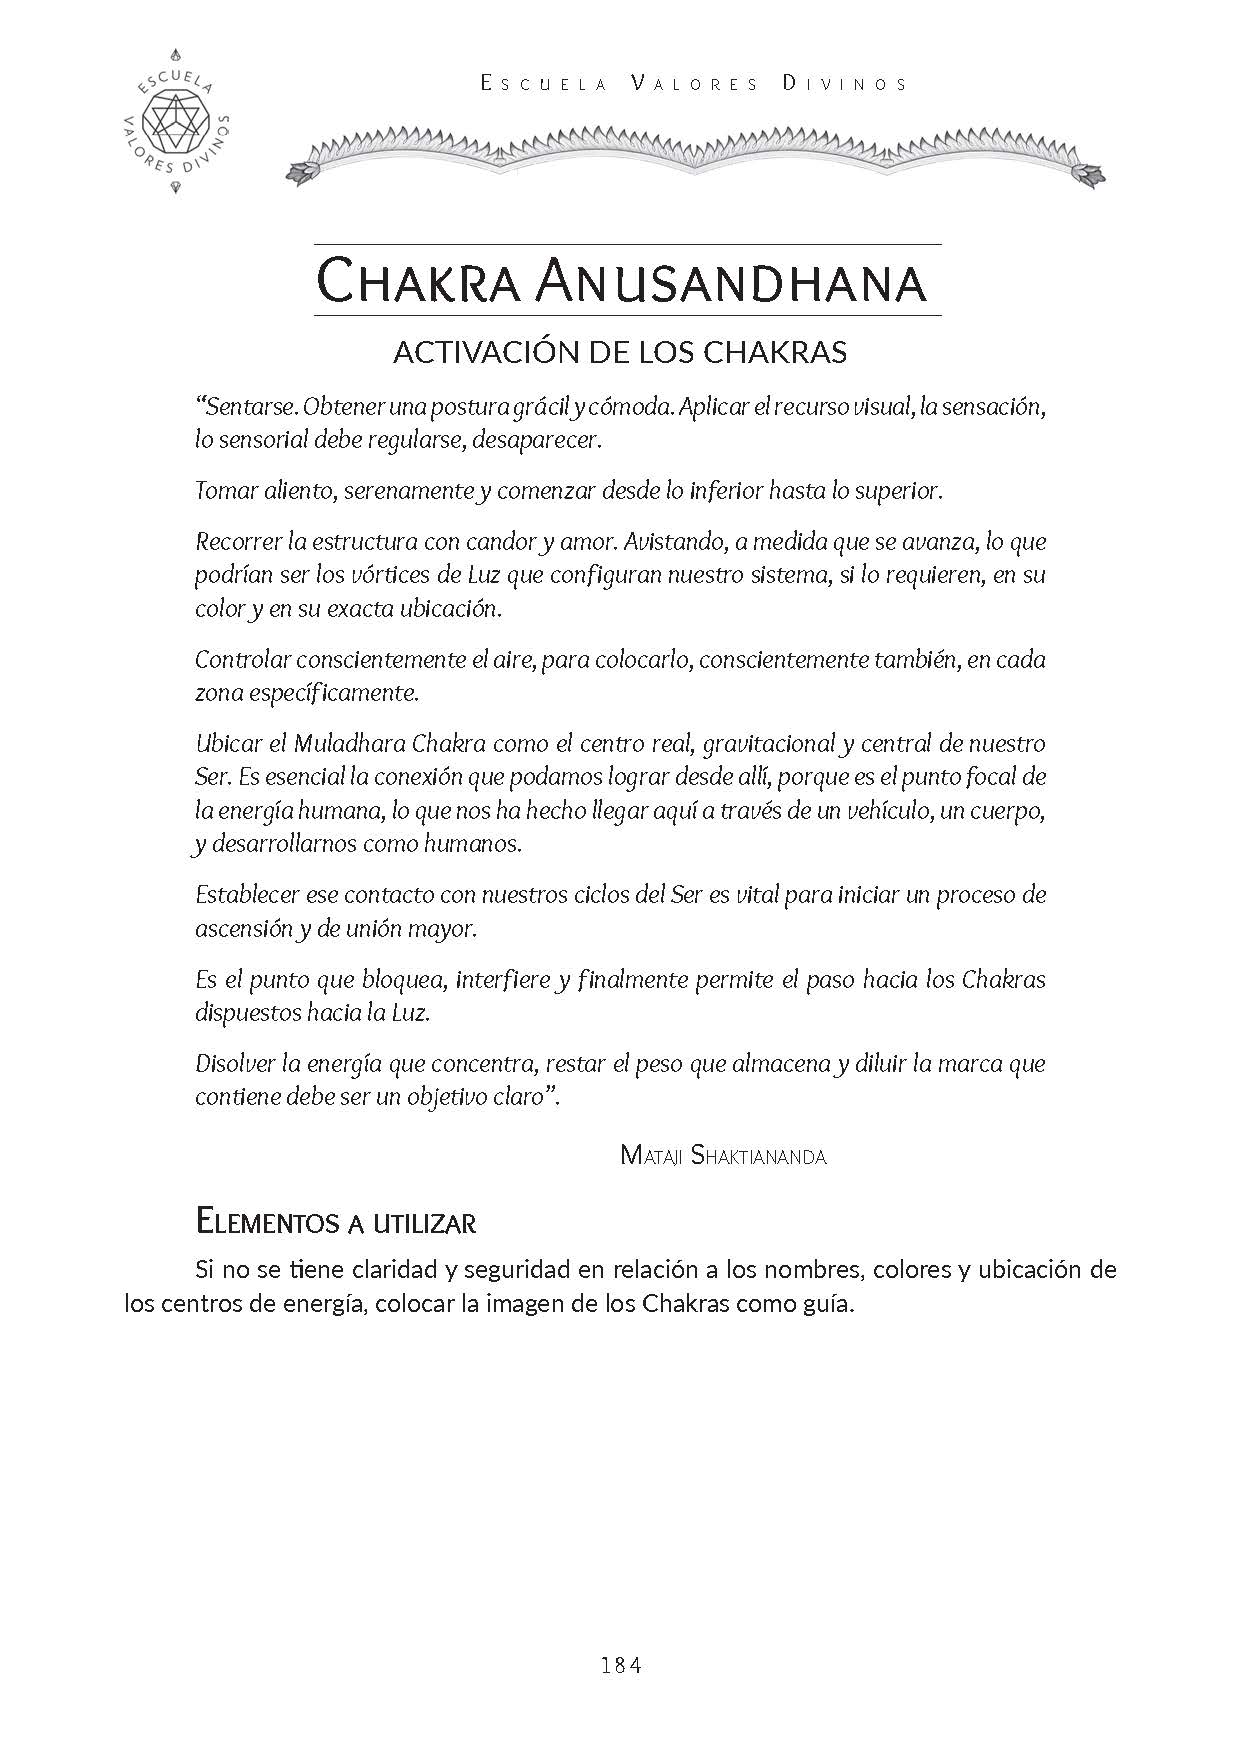 ESCUELA
VALORES DIVINOS
Escuela Valores Divinos
Chakra Anusandhana
ACTIVACIÓN DE LOS CHAKRAS
“Sentarse. Obtener una postura grácil y cómoda. Aplicar el recurso visual, la sensación,
lo sensorial debe regularse, desaparecer.
Tomar aliento, serenamente y comenzar desde lo inferior hasta lo superior.
Recorrer la estructura con candor y amor. Avistando, a medida que se avanza, lo que
podrían ser los vórtices de Luz que configuran nuestro sistema, si lo requieren, en su
color y en su exacta ubicación.
Controlar conscientemente el aire, para colocarlo, conscientemente también, en cada
zona específicamente.
Ubicar el Muladhara Chakra como el centro real, gravitacional y central de nuestro
Ser. Es esencial la conexión que podamos lograr desde allí, porque es el punto focal de
la energía humana, lo que nos ha hecho llegar aquí a través de un vehículo, un cuerpo,
y desarrollarnos como humanos.
Establecer ese contacto con nuestros ciclos del Ser es vital para iniciar un proceso de
ascensión y de unión mayor.
Es el punto que bloquea, interfiere y finalmente permite el paso hacia los Chakras
dispuestos hacia la Luz.
Disolver la energía que concentra, restar el peso que almacena y diluir la marca que
contiene debe ser un objetivo claro”.
Mataji Shaktiananda
Elementos a utilizar
Si no se tiene claridad y seguridad en relación a los nombres, colores y ubicación de
los centros de energía, colocar la imagen de los Chakras como guía.
184